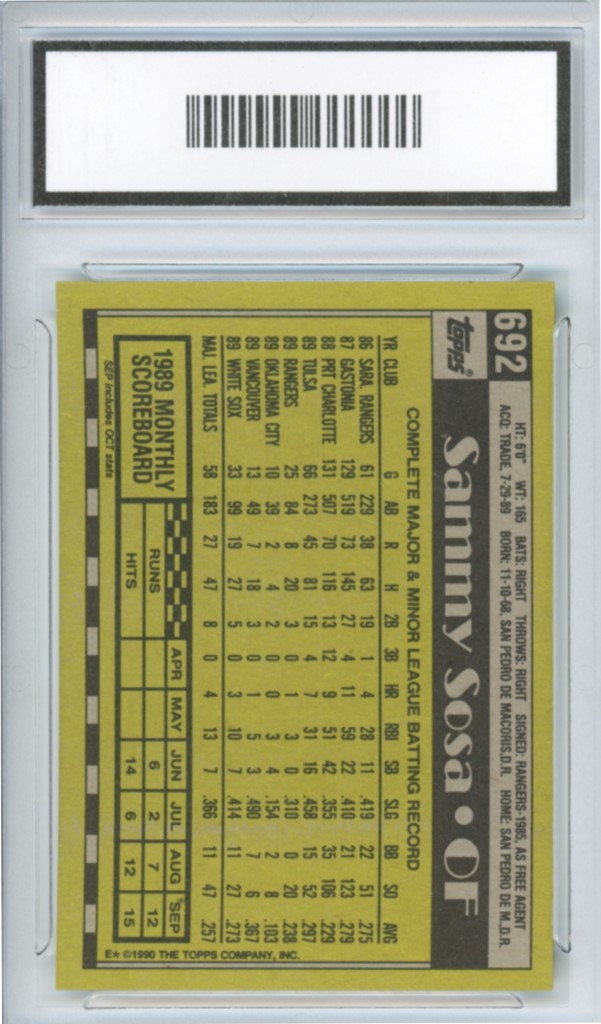 692
HT: 6'0" WT: 165 BATS: RIGHT THROWS: RIGHT SIGNED: RANGERS-1985, AS FREE AGENT
ACQ: TRADE, 7-29-89 BORN: 11-10-68, SAN PEDRO DE MACORIS, D.R. HOME: SAN PEDRO DE M., D.R.
Topps® Sammy Sosa • OF
COMPLETE MAJOR & MINOR LEAGUE BATTING RECORD
YR CLUB G AB R H 2B 3B HR RBI SB SLG BB SO AVG
86 SARA. RANGERS 61 229 38 63 19 1 4 28 11 .419 22 51 .275
87 GASTONIA 129 519 73 145 27 4 11 59 22 .410 21 123 .279
88 PRT CHARLOTTE 131 507 70 116 13 12 9 51 42 .355 35 106 .229
89 TULSA 66 273 45 81 15 4 7 31 16 .458 15 52 .297
89 RANGERS 25 84 8 20 3 0 1 3 0 .310 0 20 .238
89 OKLAHOMA CITY 10 39 2 4 2 0 0 3 4 .154 2 8 .103
89 VANCOUVER 13 49 7 18 3 0 1 5 3 .490 7 6 .367
89 WHITE SOX 33 99 19 27 5 0 3 10 7 .414 11 27 .273
MAJ. LEA. TOTALS 58 183 27 47 8 0 4 13 7 .366 11 47 .257
1989 MONTHLY
SCOREBOARD
APR MAY JUN JUL AUG SEP
RUNS 6 2 7 12
HITS 14 6 12 15
SEP includes OCT stats
E★ ©1990 THE TOPPS COMPANY, INC.